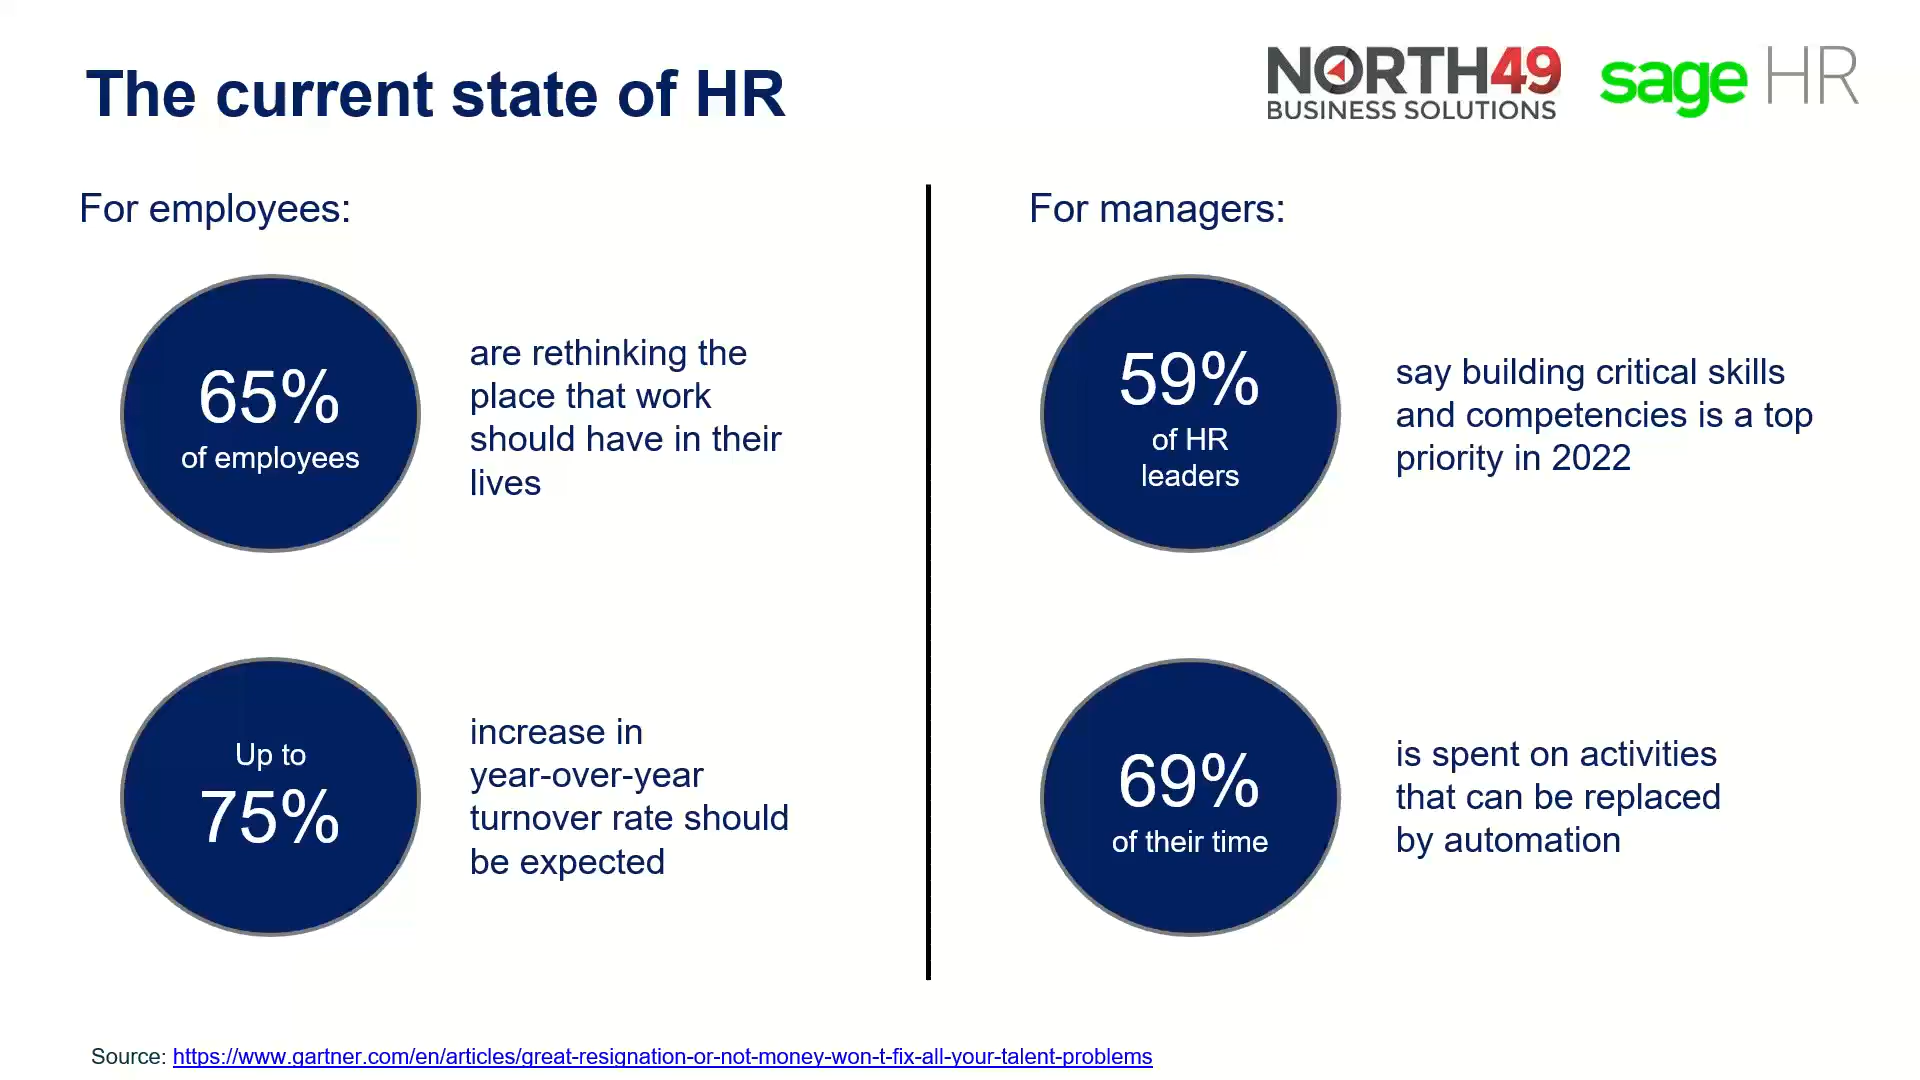 The current state of HR
NORTH49
BUSINESS SOLUTIONS
sage HR
For employees:
65%
of employees
are rethinking the
place that work
should have in their
lives
Up to
75%
increase in
year-over-year
turnover rate should
be expected
For managers:
59%
of HR
leaders
say building critical skills
and competencies is a top
priority in 2022
69%
of their time
is spent on activities
that can be replaced
by automation
Source: https://www.gartner.com/en/articles/great-resignation-or-not-money-won-t-fix-all-your-talent-problems